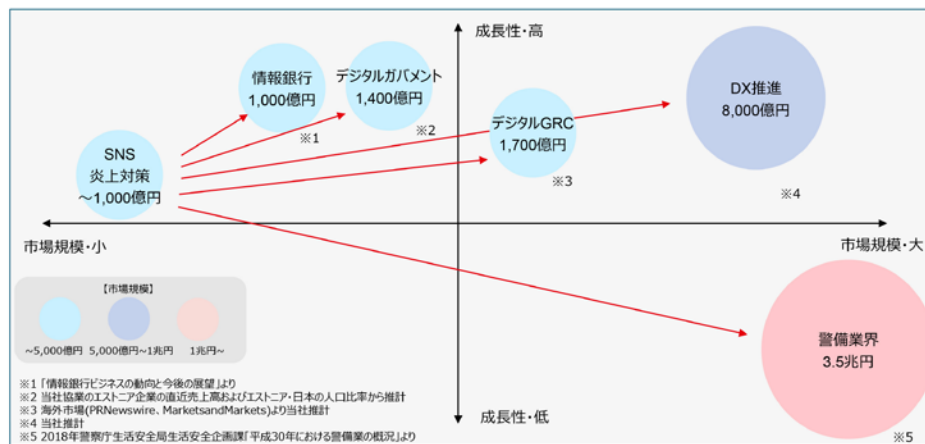 成長性・高
情報銀行
1,000億円
※1
デジタルガバメント
1,400億円
※2
DX推進
8,000億円
※4
デジタルGRC
1,700億円
※3
SNS
炎上対策
～1,000億円
市場規模・小
市場規模・大
【市場規模】
～5,000億円
5,000億円～1兆円
1兆円～
警備業界
3.5兆円
※5
成長性・低
※1 「情報銀行ビジネスの動向と今後の展望」より
※2 当社協業のエストニア企業の直近売上高およびエストニア・日本の人口比率から推計
※3 海外市場(PRNewswire、MarketsandMarkets)より当社推計
※4 当社推計
※5 2018年警察庁生活安全局生活安全企画課「平成30年における警備業の概況」より